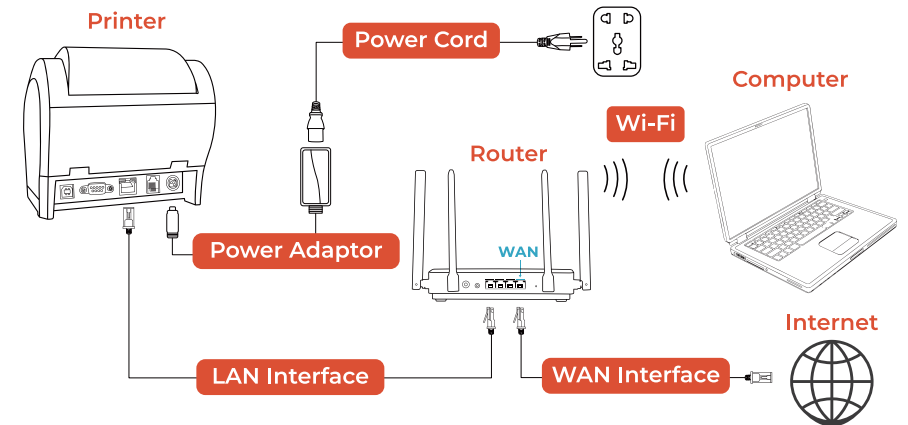 Printer
Power Cord
Computer
Wi-Fi
Router
Power Adaptor
WAN
Internet
LAN Interface
WAN Interface